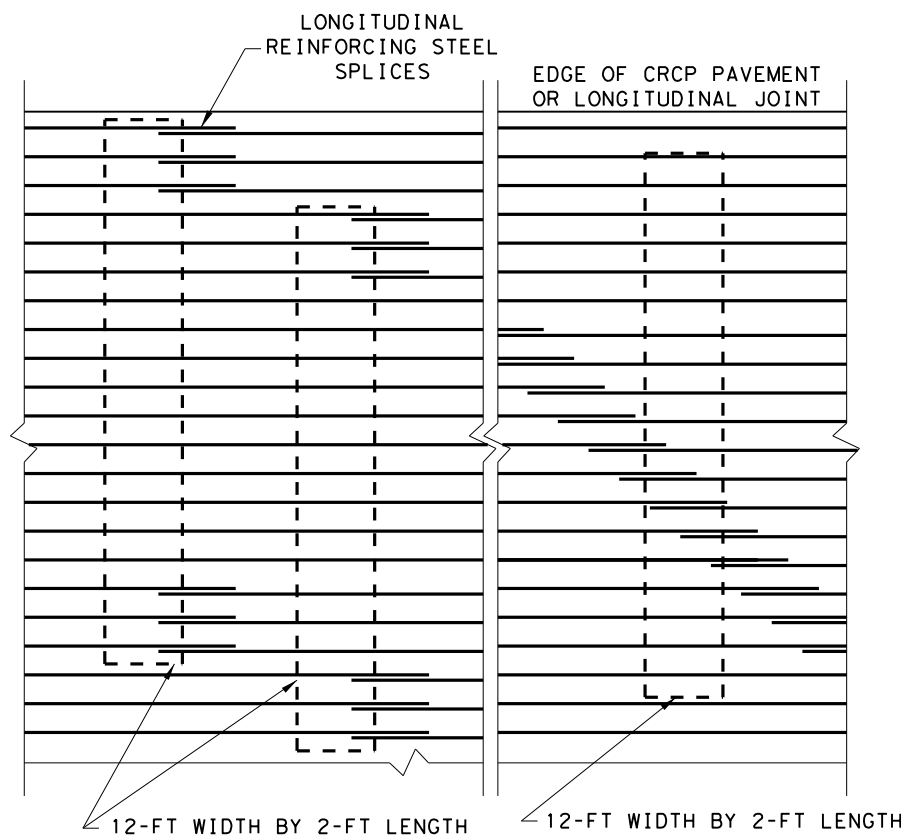 LONGITUDINAL
REINFORCING STEEL
SPLICES
EDGE OF CRCP PAVEMENT
OR LONGITUDINAL JOINT
12-FT WIDTH BY 2-FT LENGTH
12-FT WIDTH BY 2-FT LENGTH